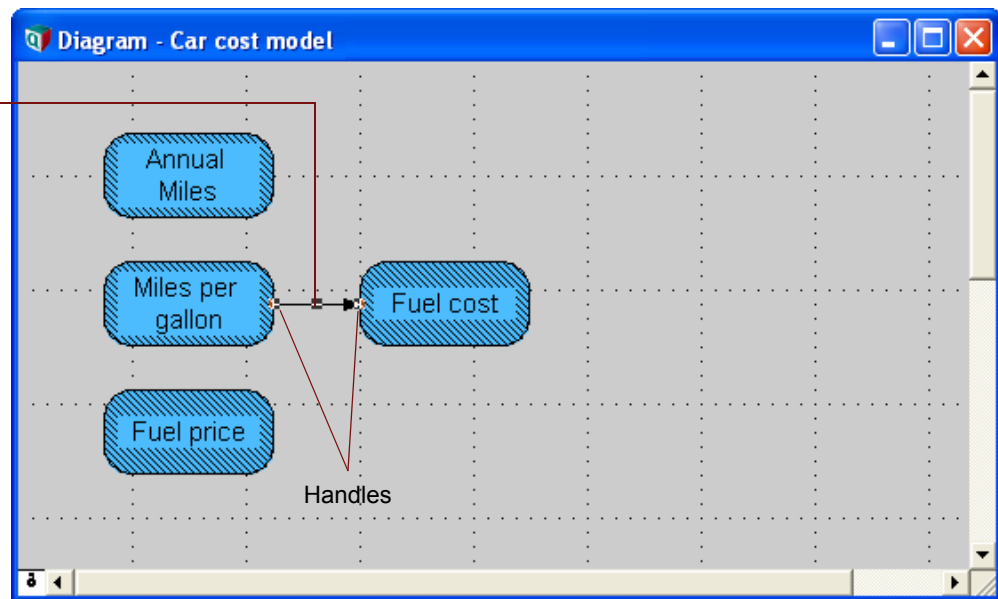 Diagram - Car cost model
Annual
Miles
Miles per
gallon
Fuel cost
Fuel price
Handles